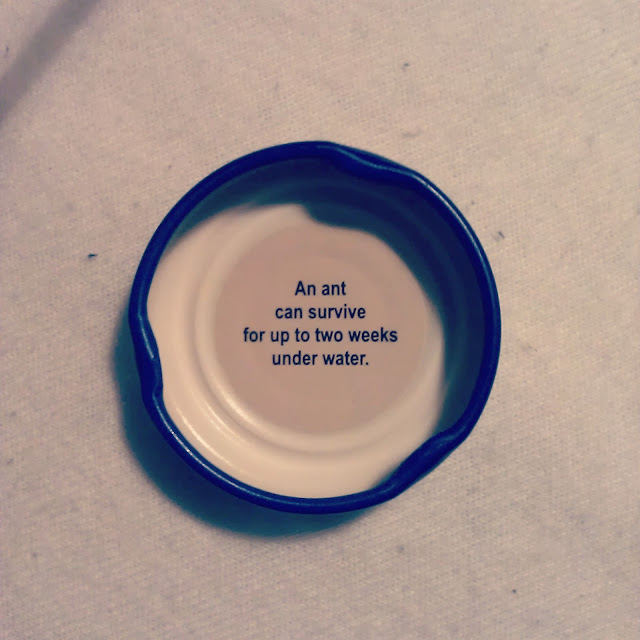 An ant
can survive
for up to two weeks
under water.